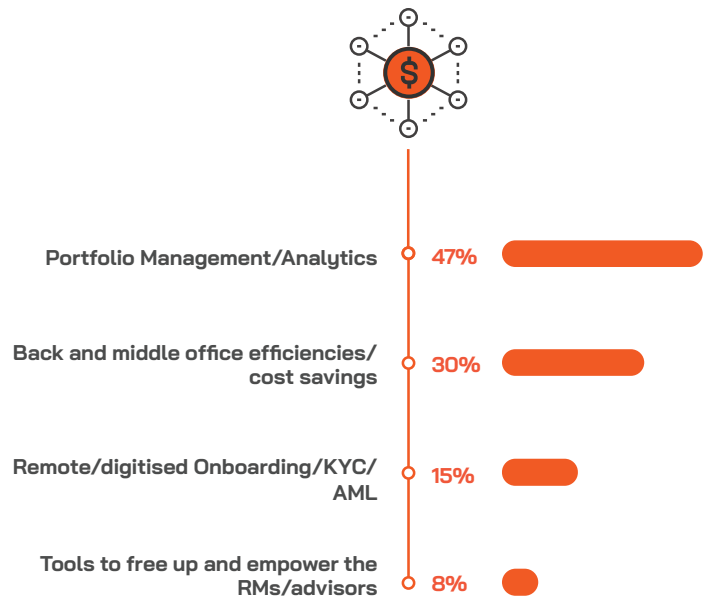 $
Portfolio Management/Analytics
47%
Back and middle office efficiencies/
cost savings
30%
Remote/digitised Onboarding/KYC/
AML
15%
Tools to free up and empower the
RMs/advisors
8%